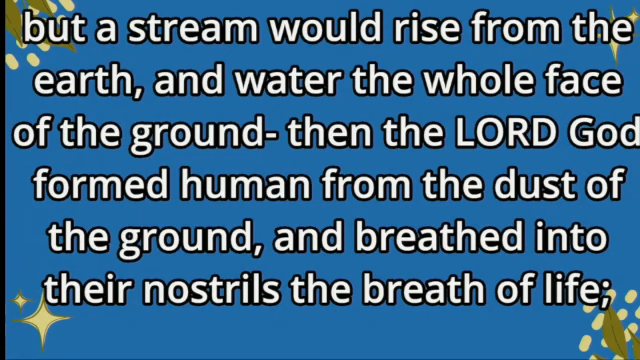 but a stream would rise from the
earth, and water the whole face
of the ground- then the LORD God
formed human from the dust of
the ground, and breathed into
their nostrils the breath of life;